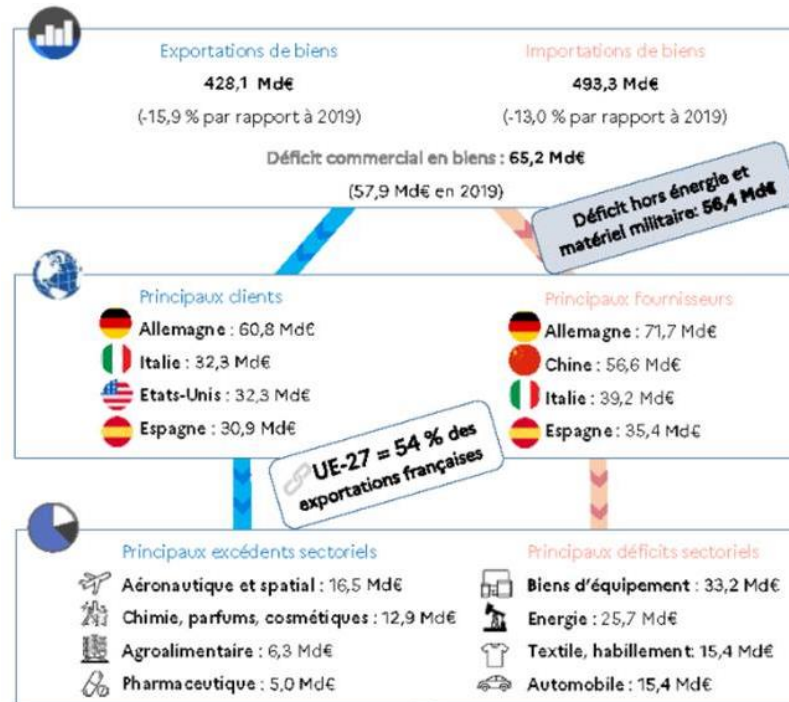 Exportations de biens
428,1 Md€
(-15,9 % par rapport à 2019)
Importations de biens
493,3 Md€
(-13,0 % par rapport à 2019)
Déficit commercial en biens : 65,2 Md€
(57,9 Md€ en 2019)
Déficit hors énergie et
matériel militaire: 56,4 Md€
Principaux clients
Allemagne : 60,8 Md€
Italie : 32,3 Md€
Etats-Unis : 32,3 Md€
Espagne : 30,9 Md€
Principaux fournisseurs
Allemagne : 71,7 Md€
Chine : 56,6 Md€
Italie : 39,2 Md€
Espagne : 35,4 Md€
UE-27 = 54 % des
exportations françaises
Principaux excédents sectoriels
Aéronautique et spatial : 16,5 Md€
Chimie, parfums, cosmétiques : 12,9 Md€
Agroalimentaire : 6,3 Md€
Pharmaceutique : 5,0 Md€
Principaux déficits sectoriels
Biens d'équipement : 33,2 Md€
Energie : 25,7 Md€
Textile, habillement: 15,4 Md€
Automobile : 15,4 Md€